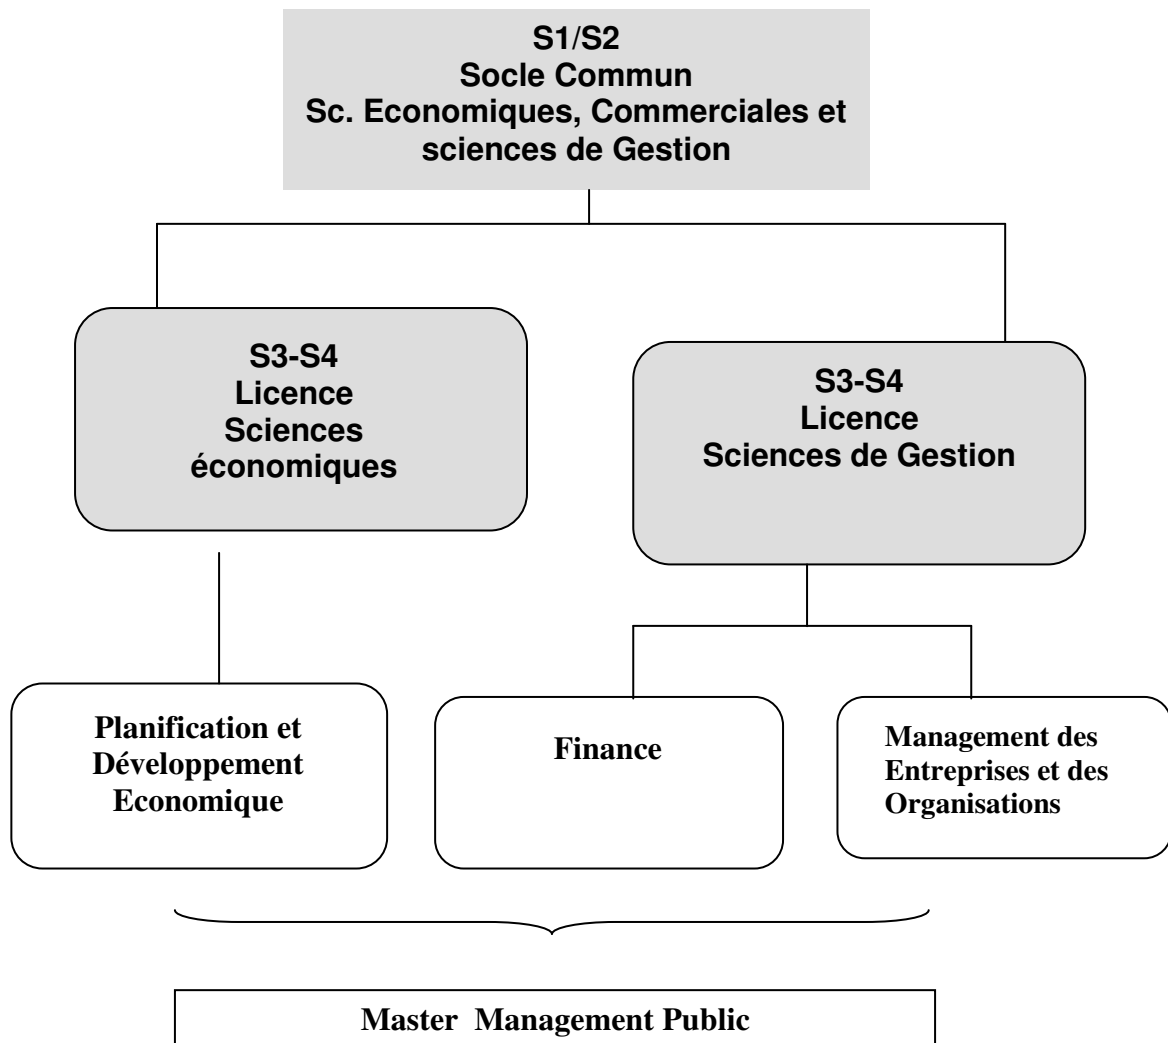 S1/S2
Socle Commun
Sc. Economiques, Commerciales et
sciences de Gestion
S3-S4
Licence
Sciences
économiques
S3-S4
Licence
Sciences de Gestion
Planification et
Développement
Economique
Finance
Management des
Entreprises et des
Organisations
Master Management Public